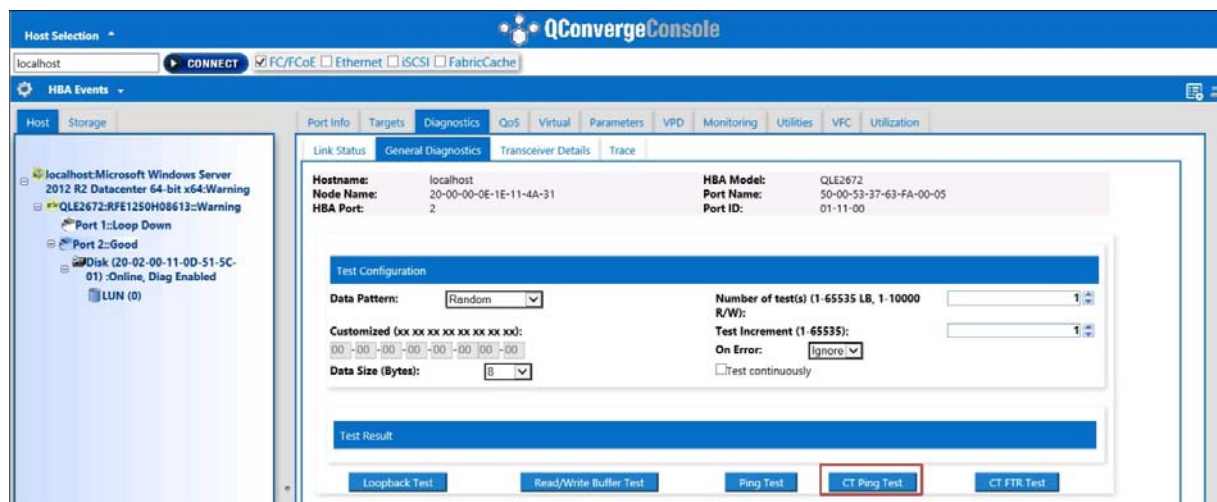 Host Selection
QConvergeConsole
localhost
CONNECT
FC/FCoE Ethernet iSCSI FabricCache
HBA Events
Host Storage
localhost:Microsoft Windows Server
2012 R2 Datacenter 64-bit x64:Warning
QLE2672:RFE1250H08613::Warning
Port 1::Loop Down
Port 2::Good
Disk (20-02-00-11-0D-51-5C-
01) :Online, Diag Enabled
LUN (0)
Port Info Targets Diagnostics QoS Virtual Parameters VPD Monitoring Utilities VFC Utilization
Link Status General Diagnostics Transceiver Details Trace
Hostname: localhost HBA Model: QLE2672
Node Name: 20-00-00-0E-1E-11-4A-31 Port Name: 50-00-53-37-63-FA-00-05
HBA Port: 2 Port ID: 01-11-00
Test Configuration
Data Pattern: Random Number of test(s) (1-65535 LB, 1-10000
R/W): 1
Customized (xx xx xx xx xx xx xx xx): Test Increment (1-65535): 1
00 -00 -00 -00 -00 -00 00 -00 On Error: Ignore
Data Size (Bytes): 8 Test continuously
Test Result
Loopback Test Read/Write Buffer Test Ping Test CT Ping Test CT FTR Test